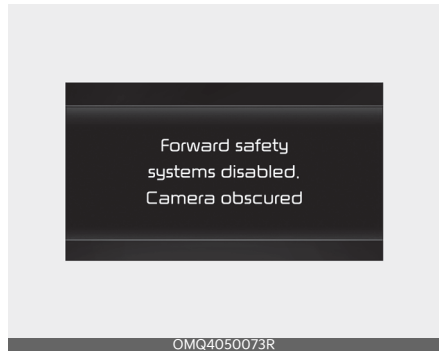 Forward safety
systems disabled.
Camera obscured
OMQ4050073R